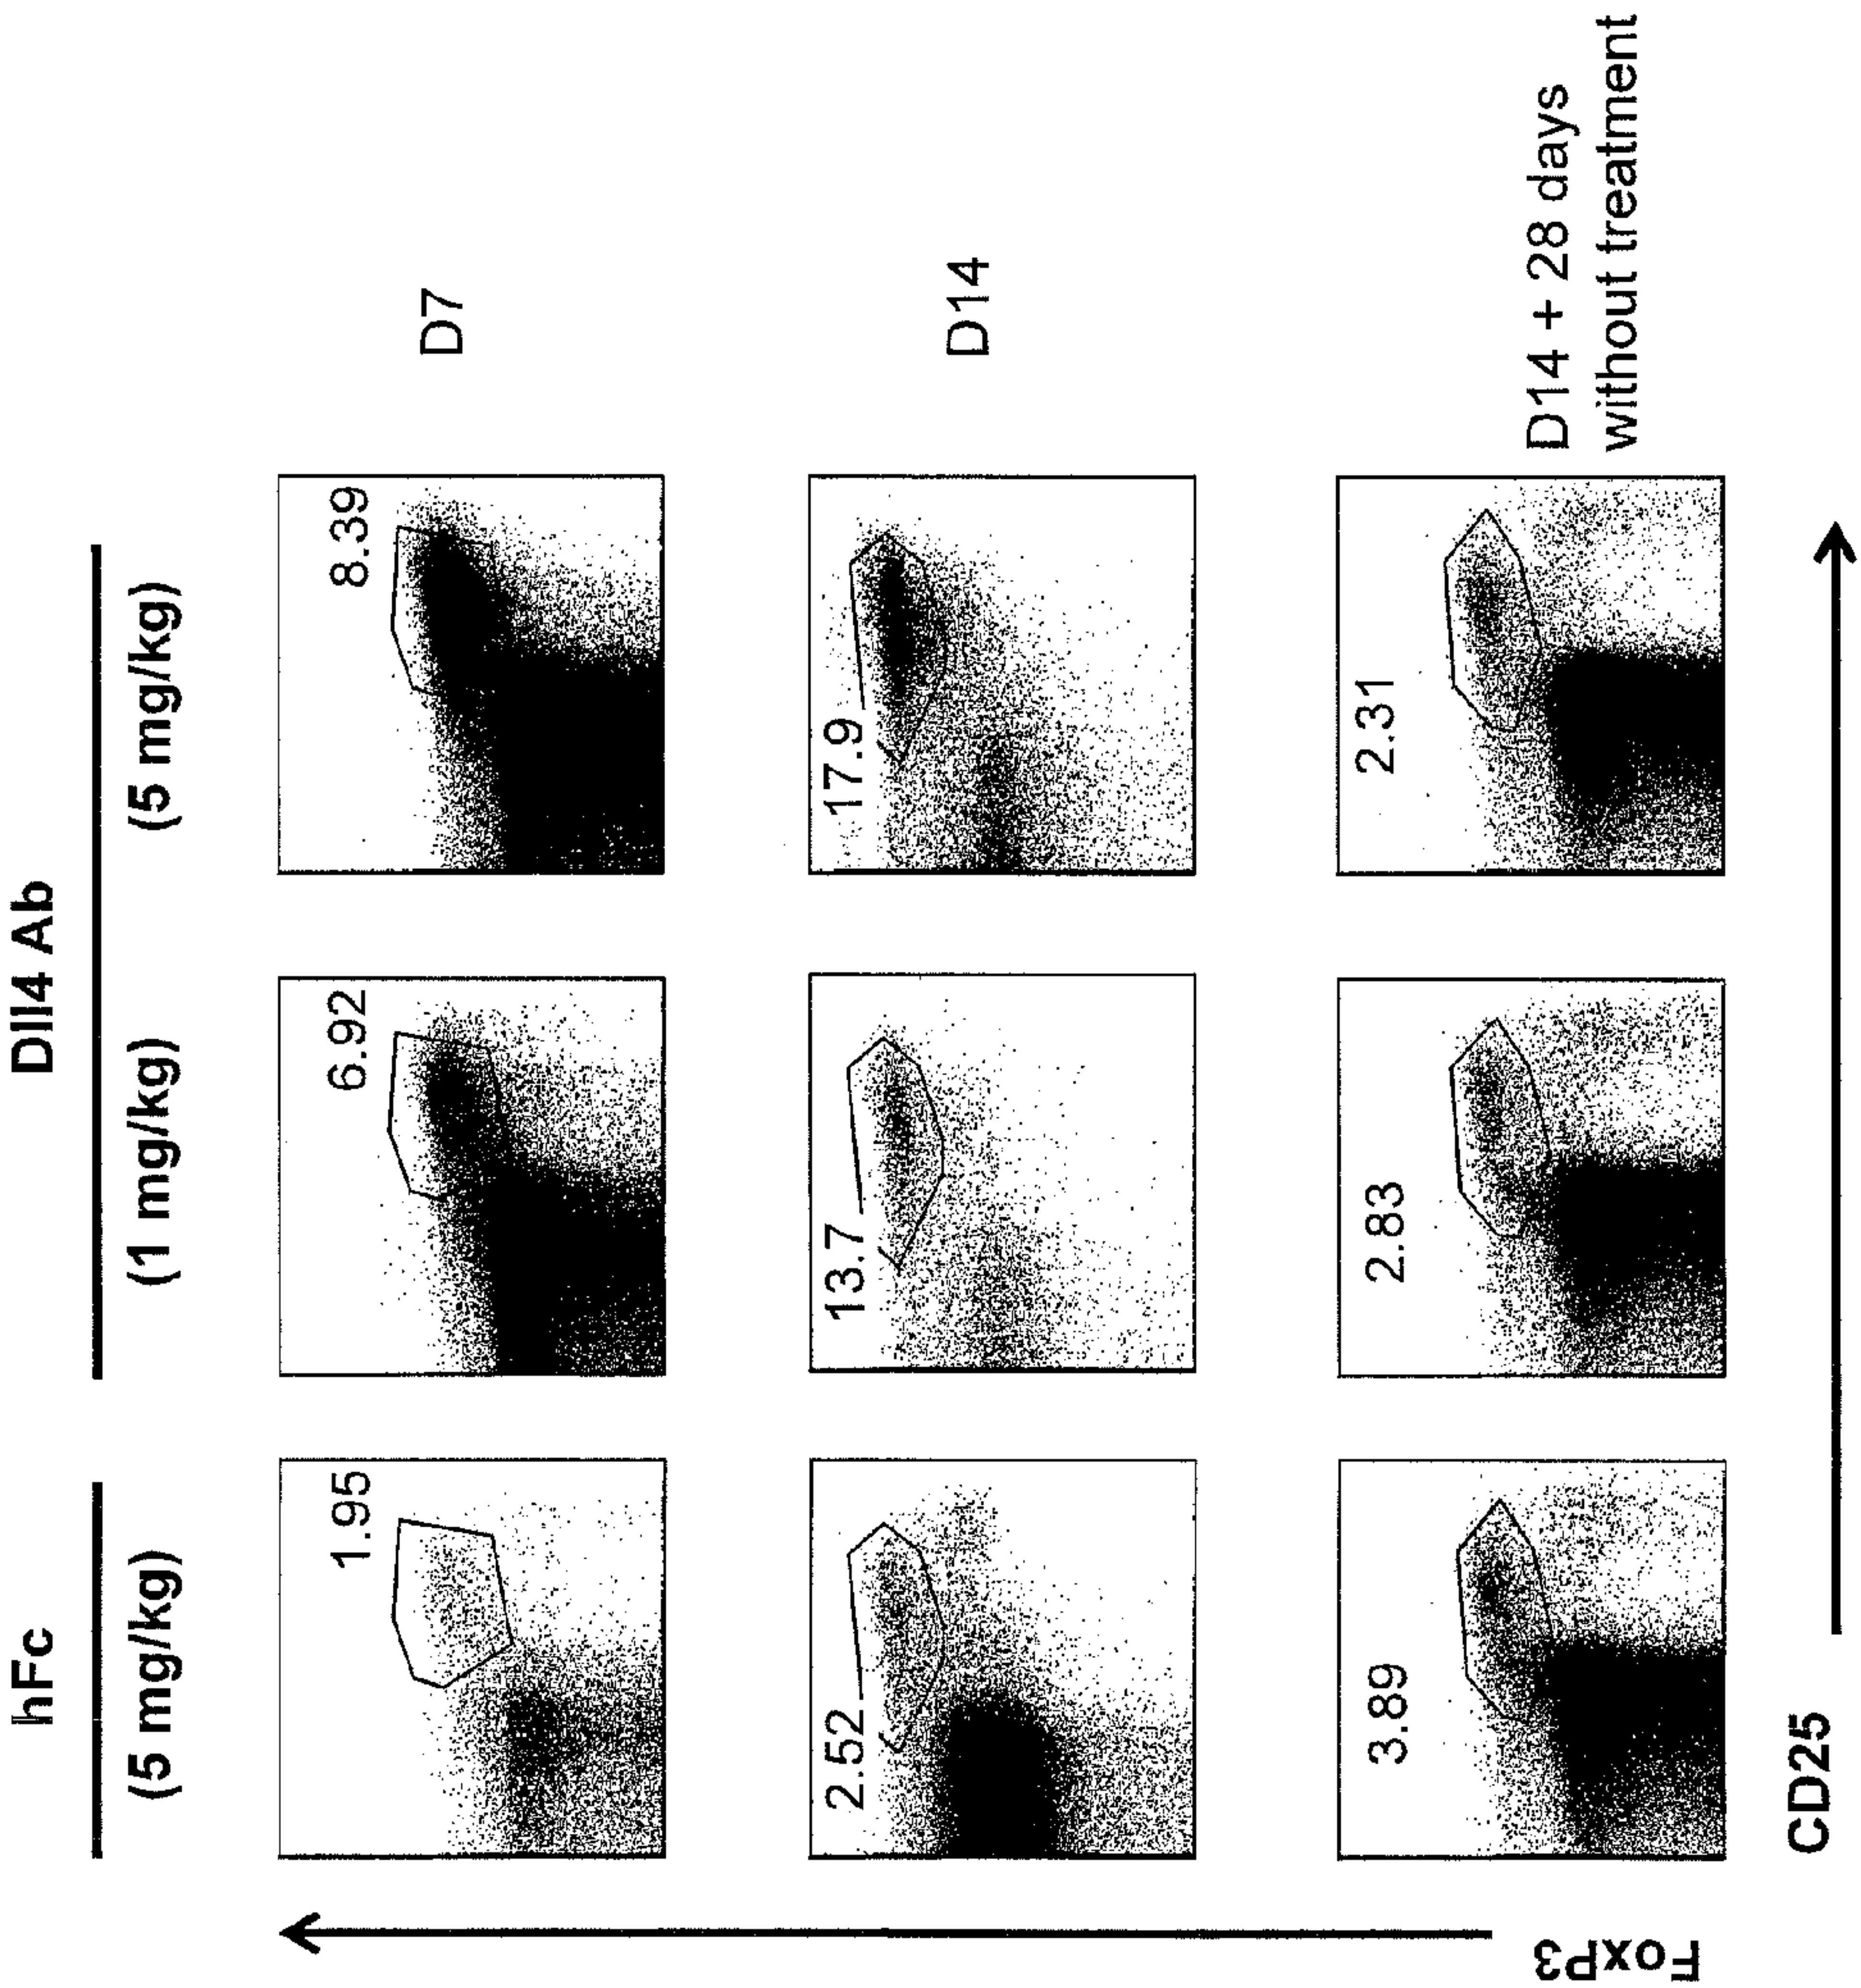 hFc
Dll4 Ab
(5 mg/kg)
(1 mg/kg)
(5 mg/kg)
1.95
6.92
8.39
D7
2.52
13.7
17.9
D14
3.89
2.83
2.31
D14 + 28 days
without treatment
FoxP3
CD25